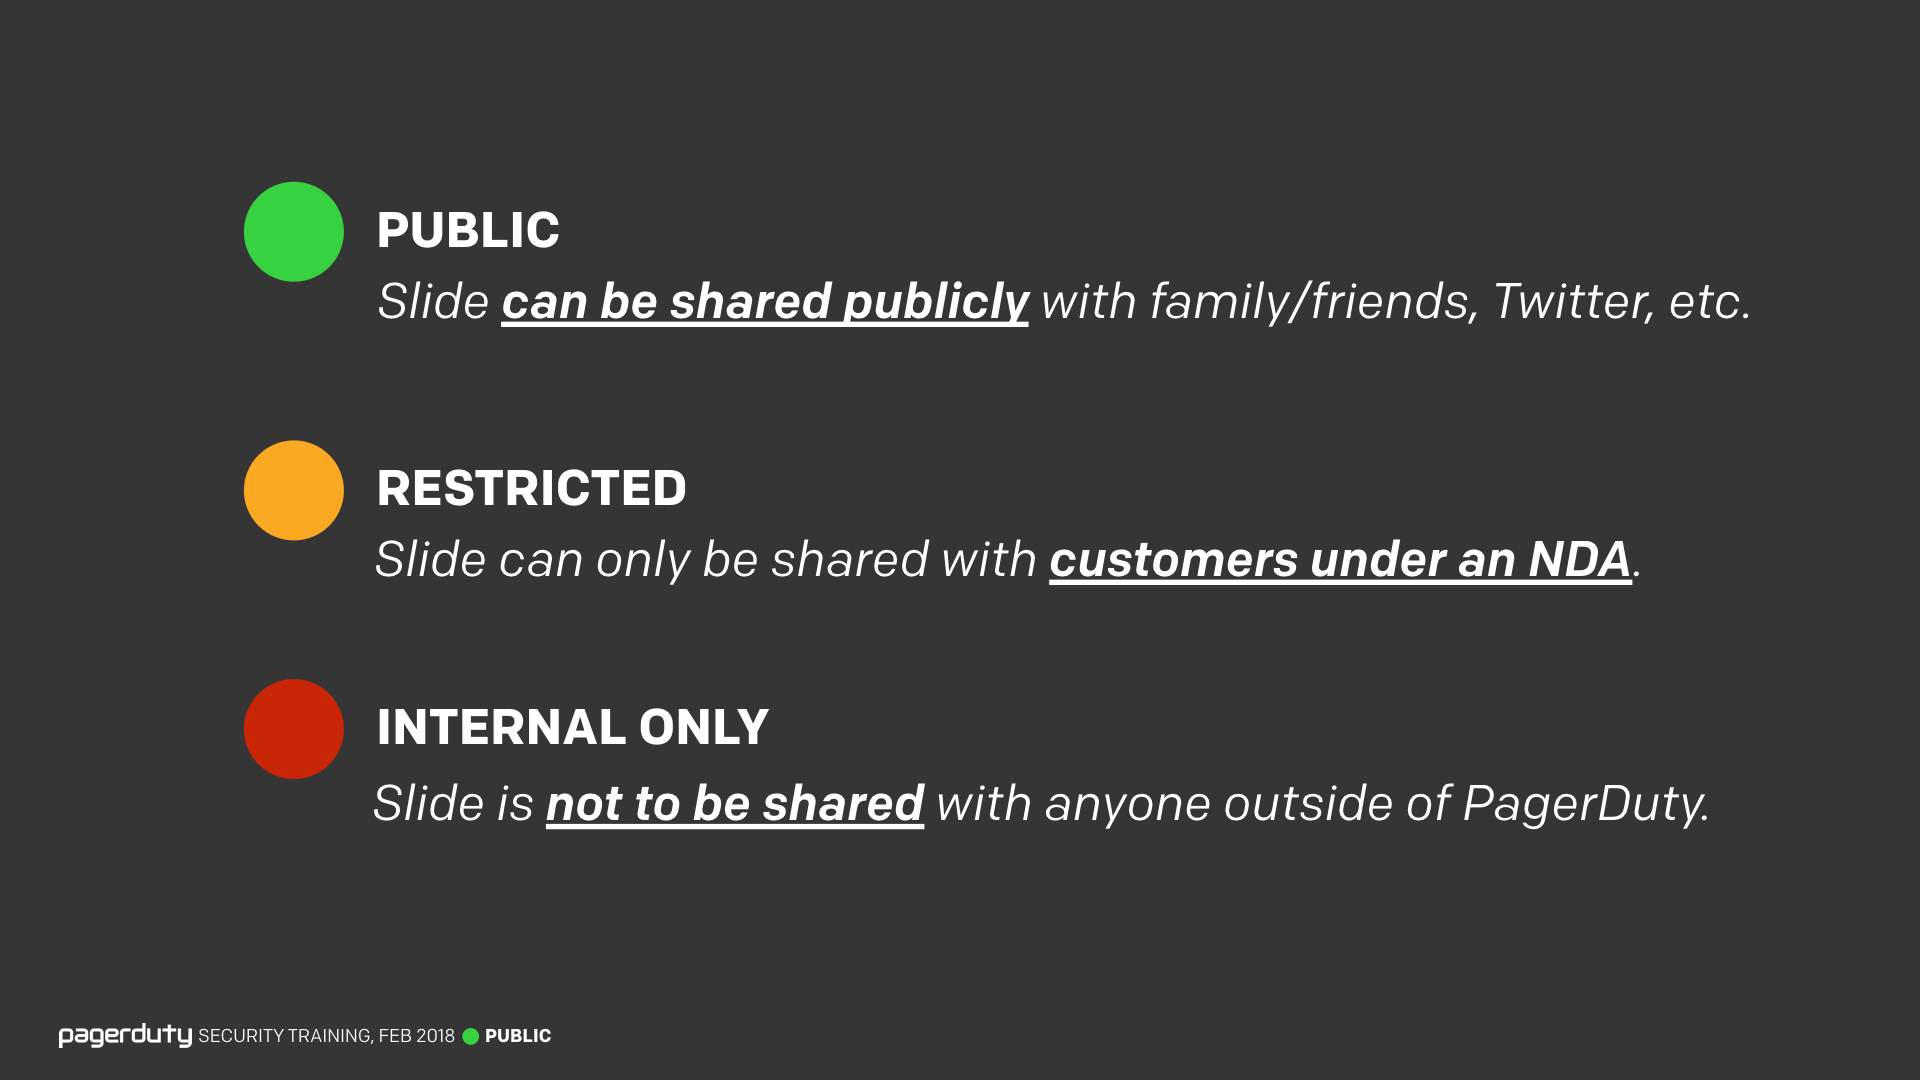 PUBLIC
Slide can be shared publicly with family/friends, Twitter, etc.
RESTRICTED
Slide can only be shared with customers under an NDA.
INTERNAL ONLY
Slide is not to be shared with anyone outside of PagerDuty.
pagerduty SECURITY TRAINING, FEB 2018 PUBLIC